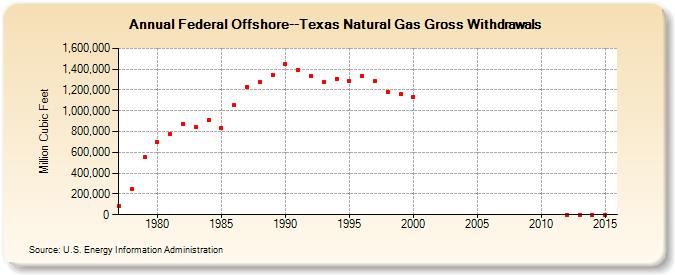 Annual Federal Offshore--Texas Natural Gas Gross Withdrawals
Million Cubic Feet
1,600,000
1,400,000
1,200,000
1,000,000
800,000
600,000
400,000
200,000
0
1980 1985 1990 1995 2000 2005 2010 2015
Source: U.S. Energy Information Administration